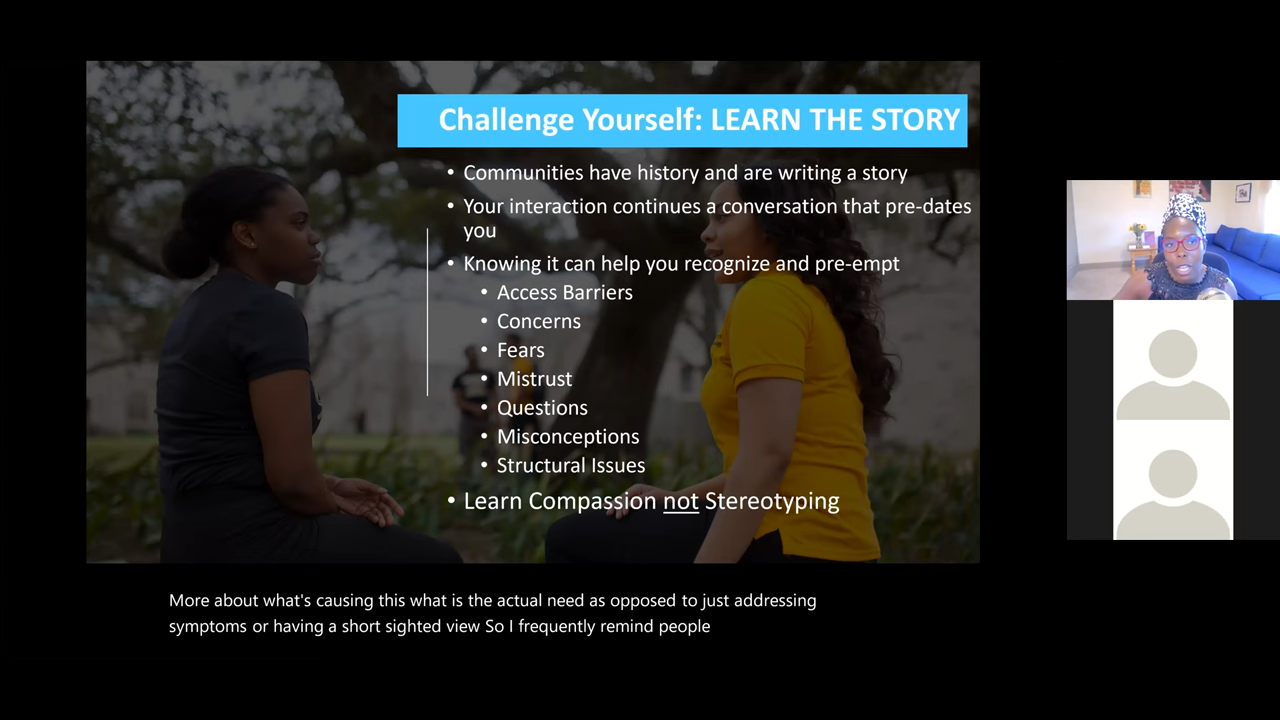 Challenge Yourself: LEARN THE STORY
• Communities have history and are writing a story
• Your interaction continues a conversation that pre-dates
you
• Knowing it can help you recognize and pre-empt
• Access Barriers
• Concerns
• Fears
• Mistrust
• Questions
• Misconceptions
• Structural Issues
• Learn Compassion not Stereotyping
More about what's causing this what is the actual need as opposed to just addressing
symptoms or having a short sighted view So I frequently remind people